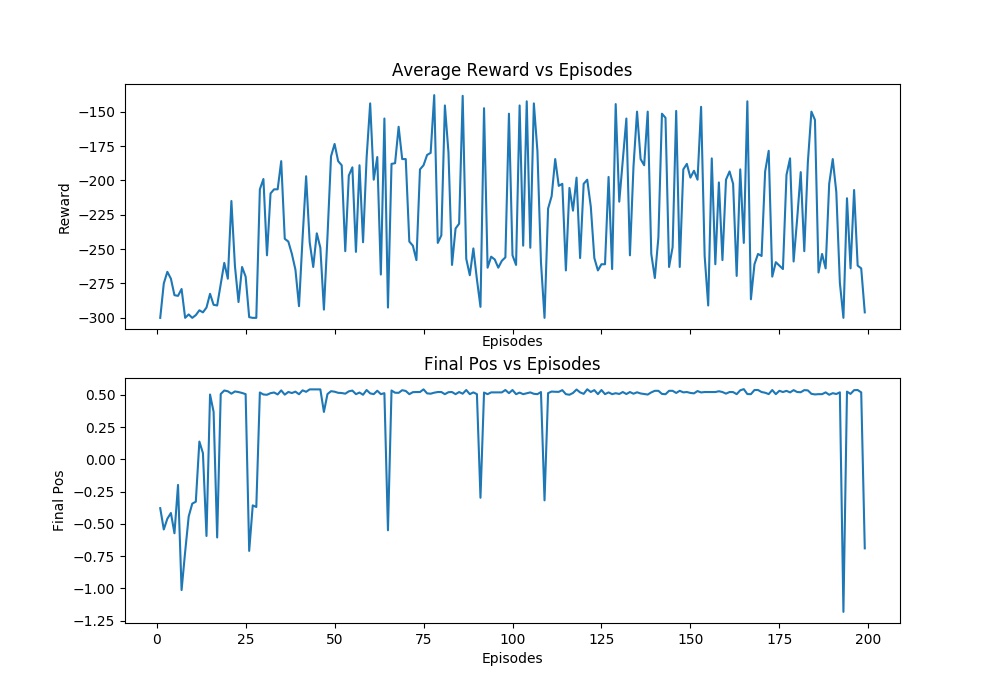 Average Reward vs Episodes
Reward
−150
−175
−200
−225
−250
−275
−300
Episodes
Final Pos vs Episodes
Final Pos
0.50
0.25
0.00
−0.25
−0.50
−0.75
−1.00
−1.25
0 25 50 75 100 125 150 175 200
Episodes